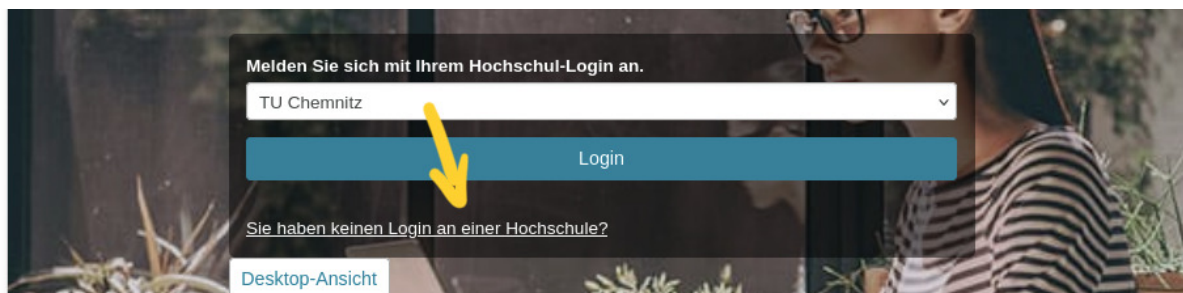 Melden Sie sich mit Ihrem Hochschul-Login an.
TU Chemnitz
Login
Sie haben keinen Login an einer Hochschule?
Desktop-Ansicht